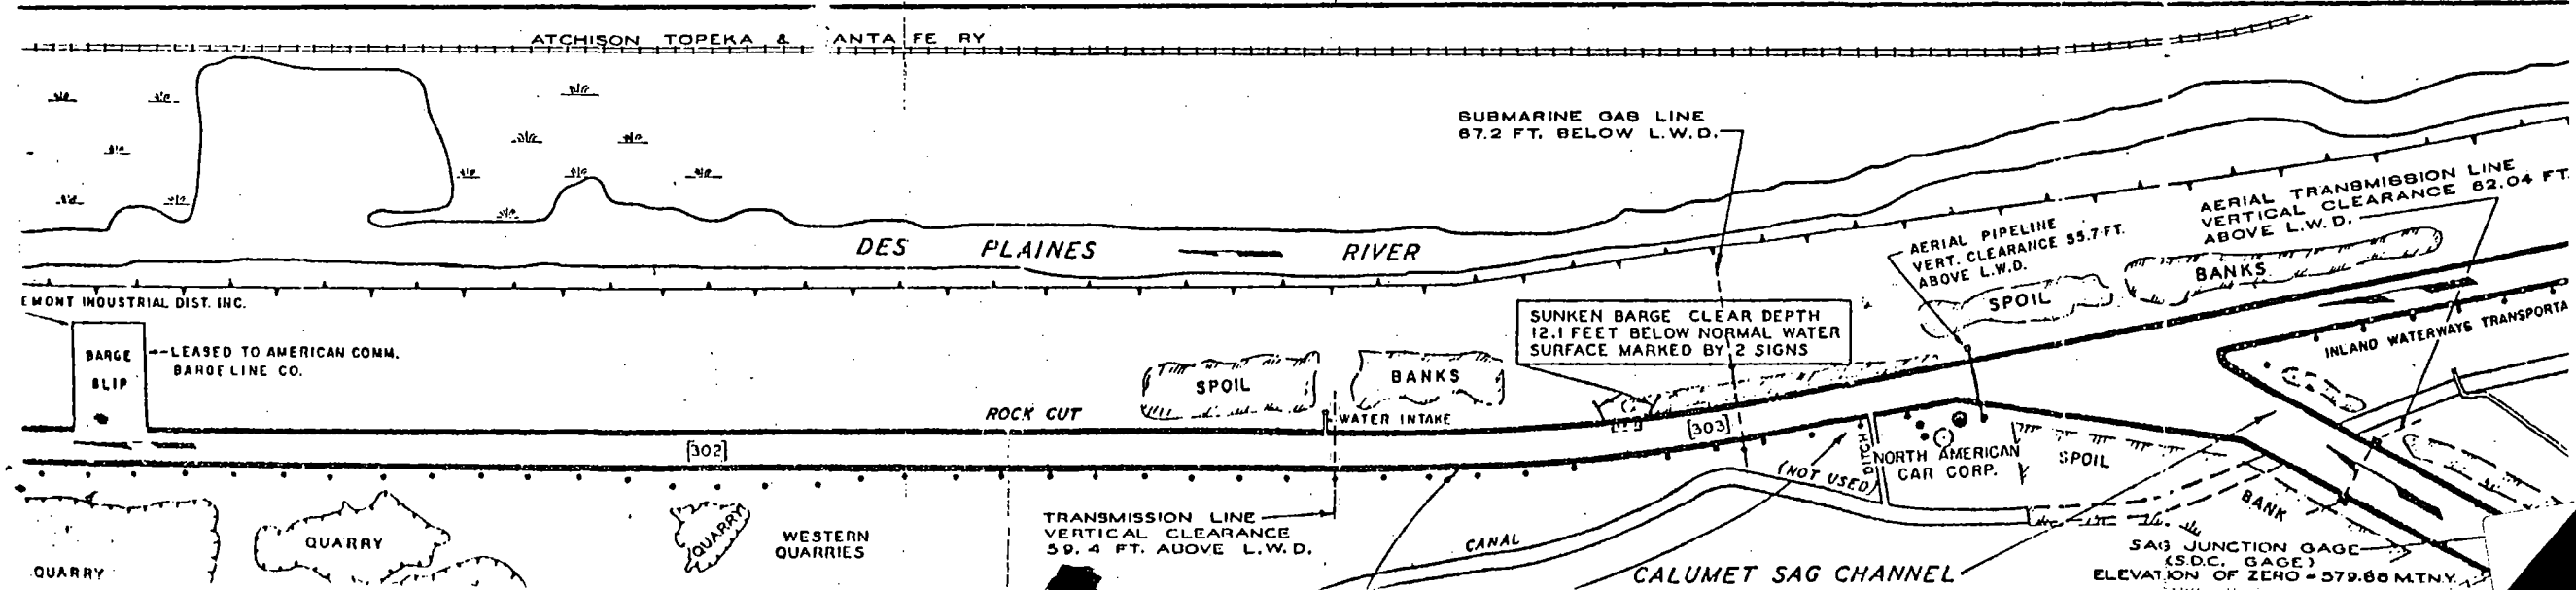 ATCHISON TOPEKA & ANTA FE RY
SUBMARINE GAS LINE
67.2 FT. BELOW L.W.D.
AERIAL TRANSMISSION LINE
VERTICAL CLEARANCE 62.04 FT.
ABOVE L.W.D.
AERIAL PIPELINE
VERT. CLEARANCE 55.7 FT.
ABOVE L.W.D.
DES PLAINES RIVER
BANKS
SPOIL
EMONT INDUSTRIAL DIST. INC.
SUNKEN BARGE CLEAR DEPTH
12.1 FEET BELOW NORMAL WATER
SURFACE MARKED BY 2 SIGNS
INLAND WATERWAYS TRANSPORTA
BARGE
SLIP
LEASED TO AMERICAN COMM.
BARGE LINE CO.
SPOIL
BANKS
ROCK CUT
WATER INTAKE
302
303
DITCH
(NOT USED)
NORTH AMERICAN
CAR CORP.
SPOIL
BANK
QUARRY
QUARRY
QUARRY
WESTERN
QUARRIES
TRANSMISSION LINE
VERTICAL CLEARANCE
59.4 FT. ABOVE L.W.D.
CANAL
CALUMET SAG CHANNEL
SAG JUNCTION GAGE
(S.D.C. GAGE)
ELEVATION OF ZERO = 579.88 M.T.N.Y.